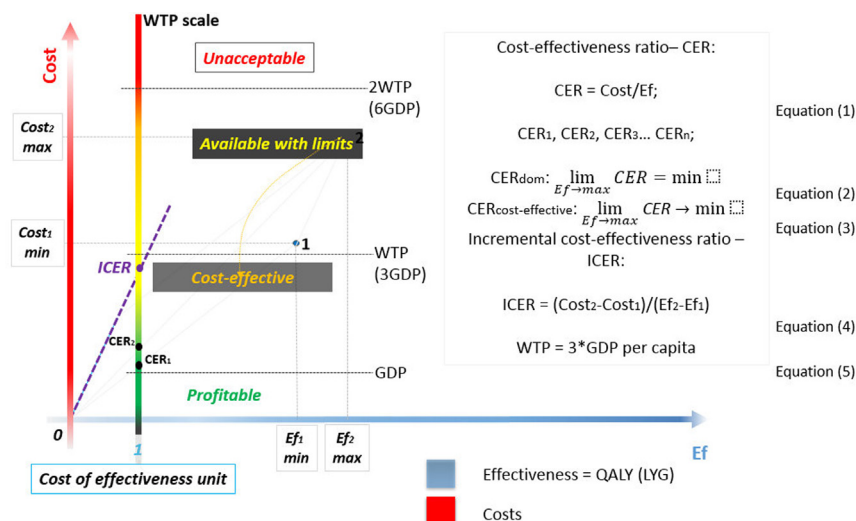 WTP scale
Cost
Unacceptable
2WTP
(6GDP)
Cost₂
max
Available with limits
2
Cost₁
min
1
WTP
(3GDP)
ICER
Cost-effective
CER₂
CER₁
GDP
Profitable
0
1
Ef₁
min
Ef₂
max
Ef
Cost of effectiveness unit
Cost-effectiveness ratio– CER:
CER = Cost/Ef;
Equation (1)
CER₁, CER₂, CER₃... CERₙ;
CERdom: lim Ef→max CER = min ⬚
Equation (2)
CERcost-effective: lim Ef→max CER → min ⬚
Equation (3)
Incremental cost-effectiveness ratio –
ICER:
ICER = (Cost₂-Cost₁)/(Ef₂-Ef₁)
Equation (4)
WTP = 3*GDP per capita
Equation (5)
Effectiveness = QALY (LYG)
Costs